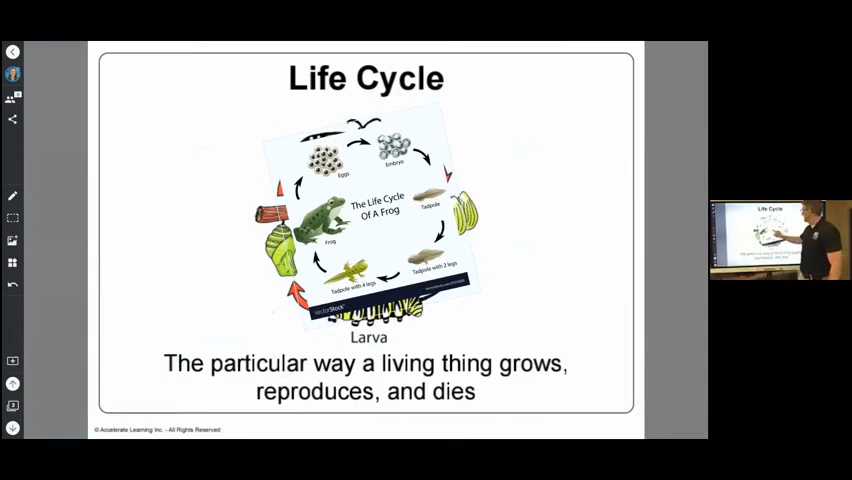 Life Cycle
Eggs
Embryo
The Life Cycle
Of A Frog
Tadpole
Frog
Tadpole with 2 legs
Tadpole with 4 legs
VectorStock
Larva
The particular way a living thing grows,
reproduces, and dies
© Accelerate Learning Inc. - All Rights Reserved
Life Cycle